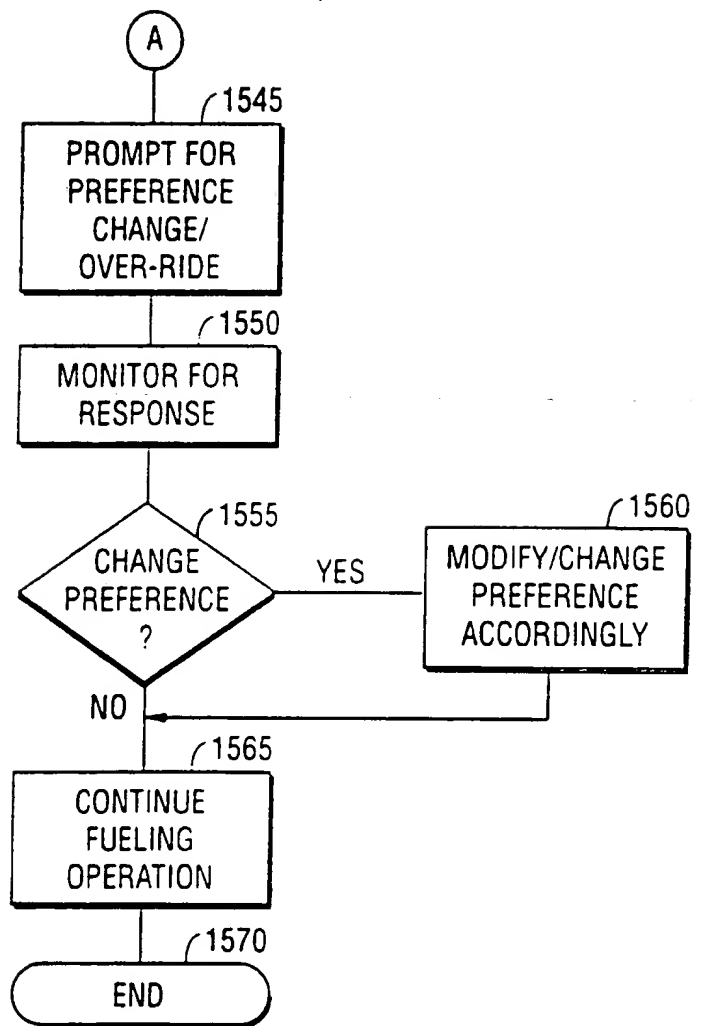 A
1545
PROMPT FOR
PREFERENCE
CHANGE/
OVER-RIDE
1550
MONITOR FOR
RESPONSE
1555
CHANGE
PREFERENCE
?
YES
1560
MODIFY/CHANGE
PREFERENCE
ACCORDINGLY
NO
1565
CONTINUE
FUELING
OPERATION
1570
END